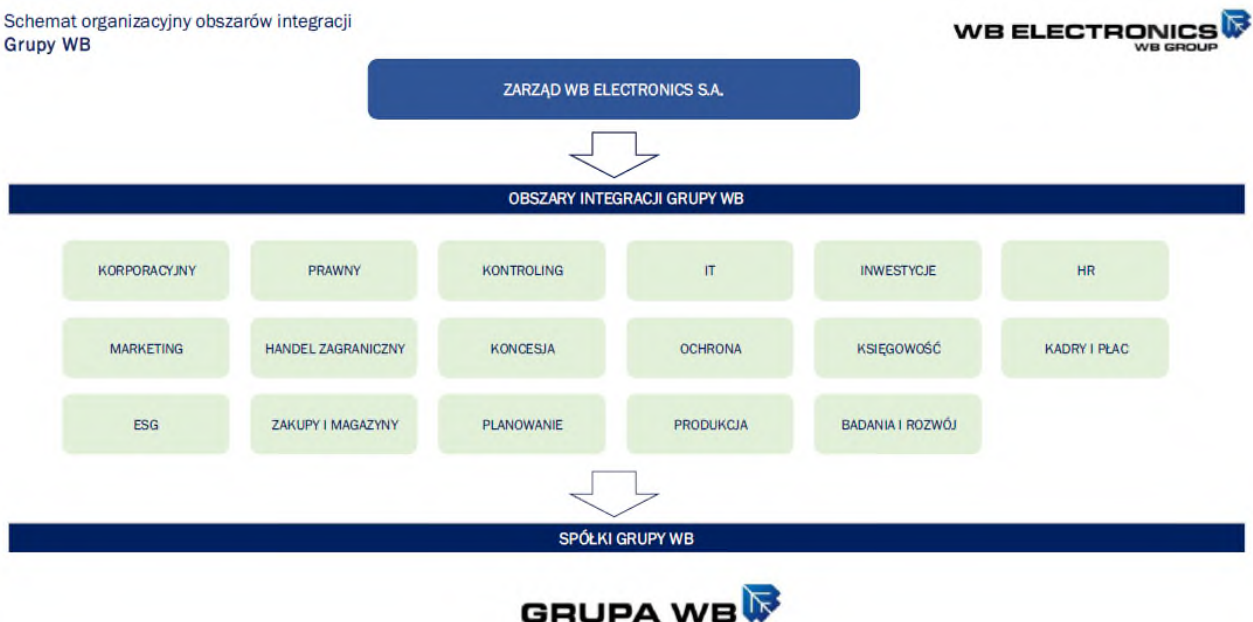 Schemat organizacyjny obszarów integracji
Grupy WB
WB ELECTRONICS
WB GROUP
ZARZĄD WB ELECTRONICS S.A.
OBSZARY INTEGRACJI GRUPY WB
KORPORACYJNY
PRAWNY
KONTROLING
IT
INWESTYCJE
HR
MARKETING
HANDEL ZAGRANICZNY
KONCESJA
OCHRONA
KSIĘGOWOŚĆ
KADRY I PŁAC
ESG
ZAKUPY I MAGAZYNY
PLANOWANIE
PRODUKCJA
BADANIA I ROZWÓJ
SPÓŁKI GRUPY WB
GRUPA WB